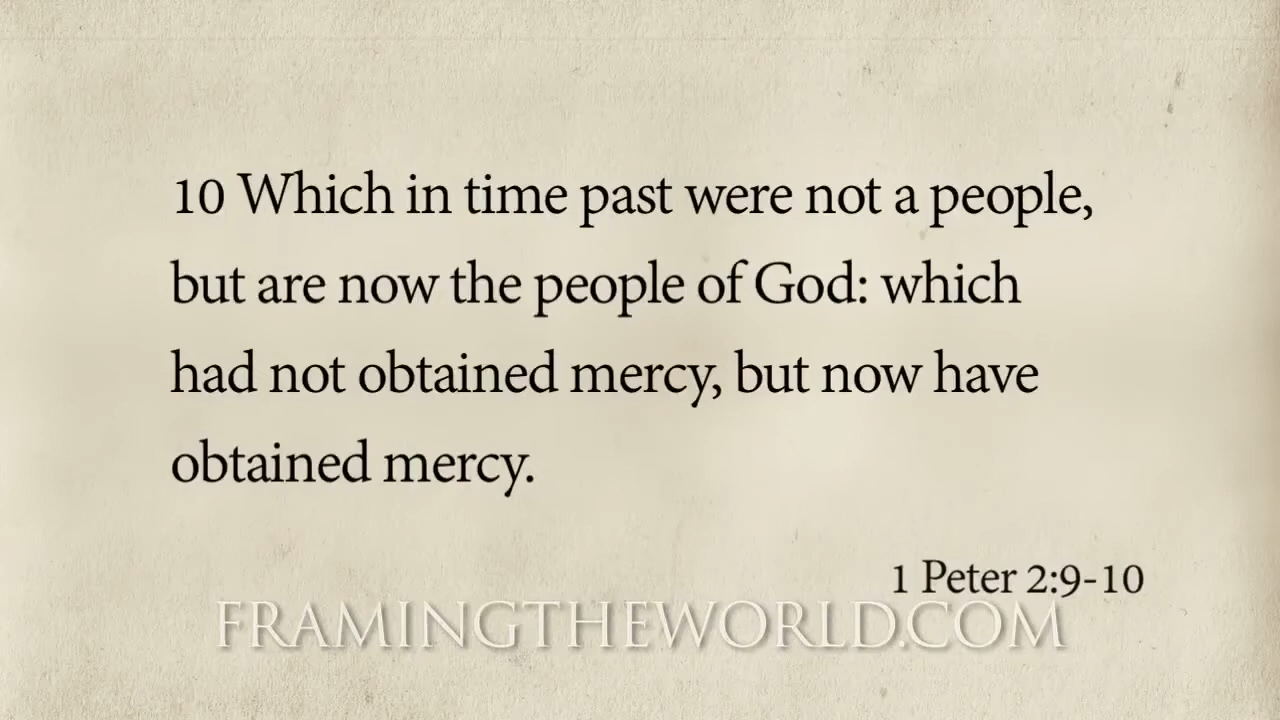 10 Which in time past were not a people,
but are now the people of God: which
had not obtained mercy, but now have
obtained mercy.
1 Peter 2:9-10
FRAMINGTHEWORLD.COM